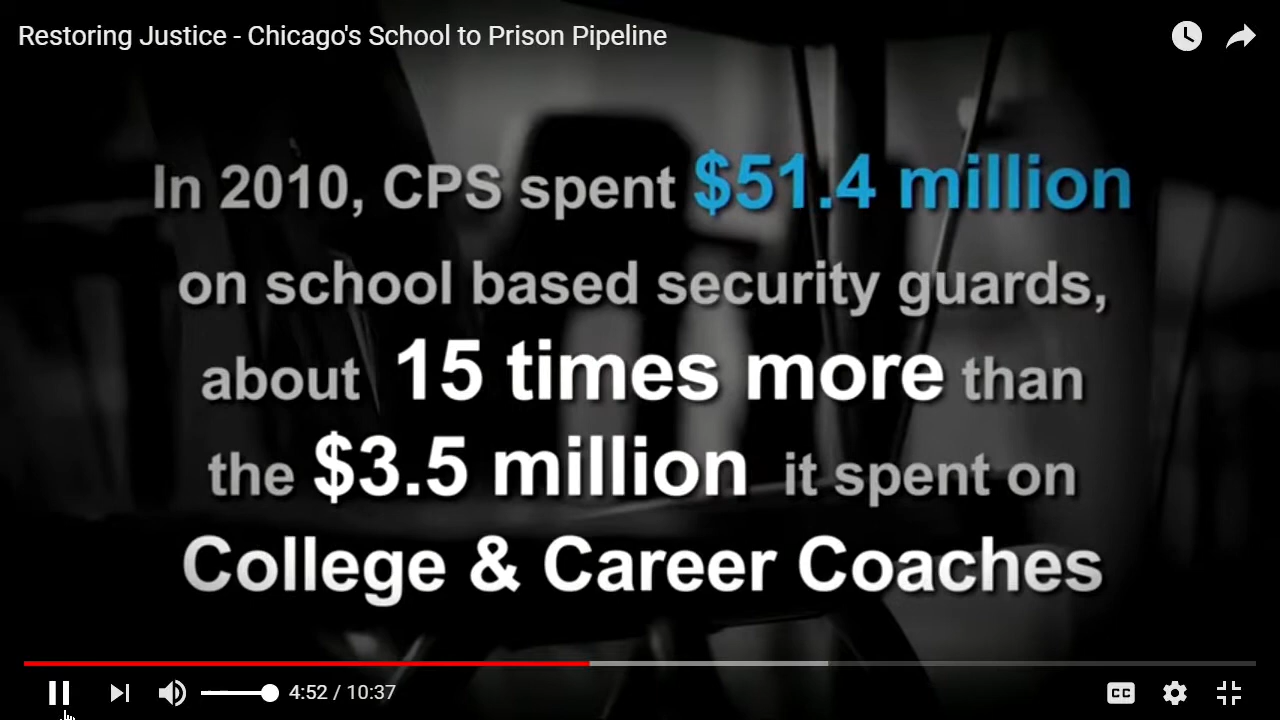 Restoring Justice - Chicago's School to Prison Pipeline
In 2010, CPS spent $51.4 million
on school based security guards,
about 15 times more than
the $3.5 million it spent on
College & Career Coaches
4:52 / 10:37
CC